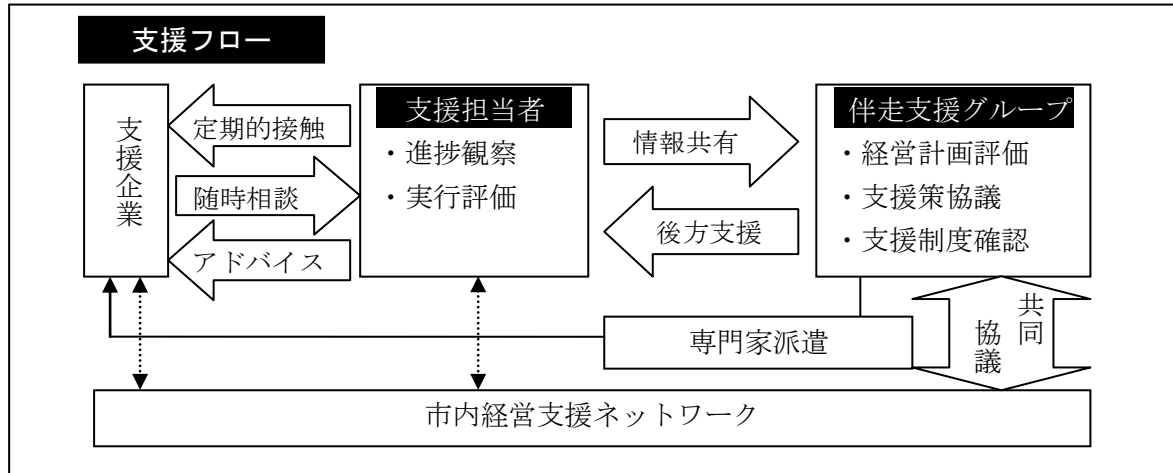 支援フロー
支援企業
定期的接触
随時相談
アドバイス
支援担当者
・進捗観察
・実行評価
情報共有
後方支援
伴走支援グループ
・経営計画評価
・支援策協議
・支援制度確認
共同
協議
専門家派遣
市内経営支援ネットワーク